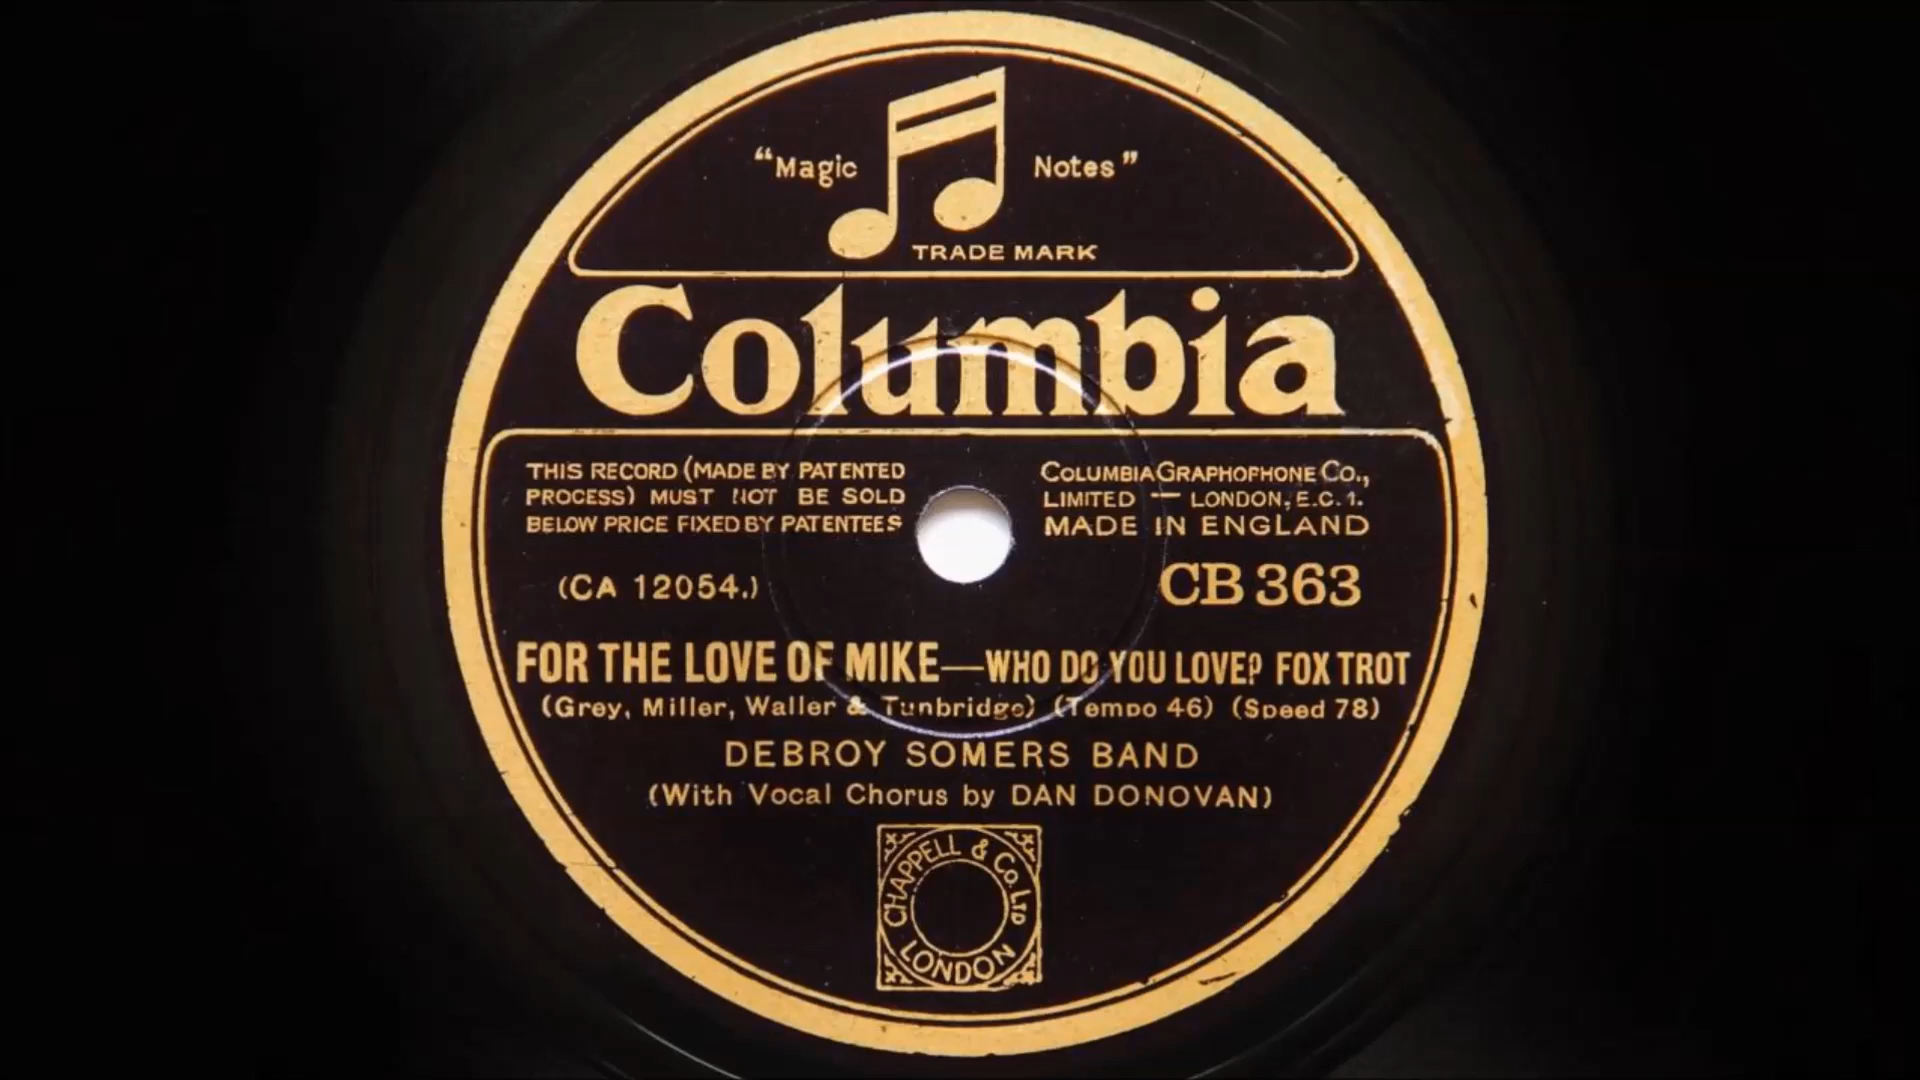 "Magic Notes"
TRADE MARK
Columbia
THIS RECORD (MADE BY PATENTED
PROCESS) MUST NOT BE SOLD
BELOW PRICE FIXED BY PATENTEES
COLUMBIA GRAPHOPHONE CO.,
LIMITED — LONDON, E.C.1.
MADE IN ENGLAND
(CA 12054.)
CB 363
FOR THE LOVE OF MIKE—WHO DO YOU LOVE? FOX TROT
(Grey, Miller, Waller & Tunbridge) (Tempo 46) (Speed 78)
DEBROY SOMERS BAND
(With Vocal Chorus by DAN DONOVAN)
CHAPPELL & CO. LTD
LONDON